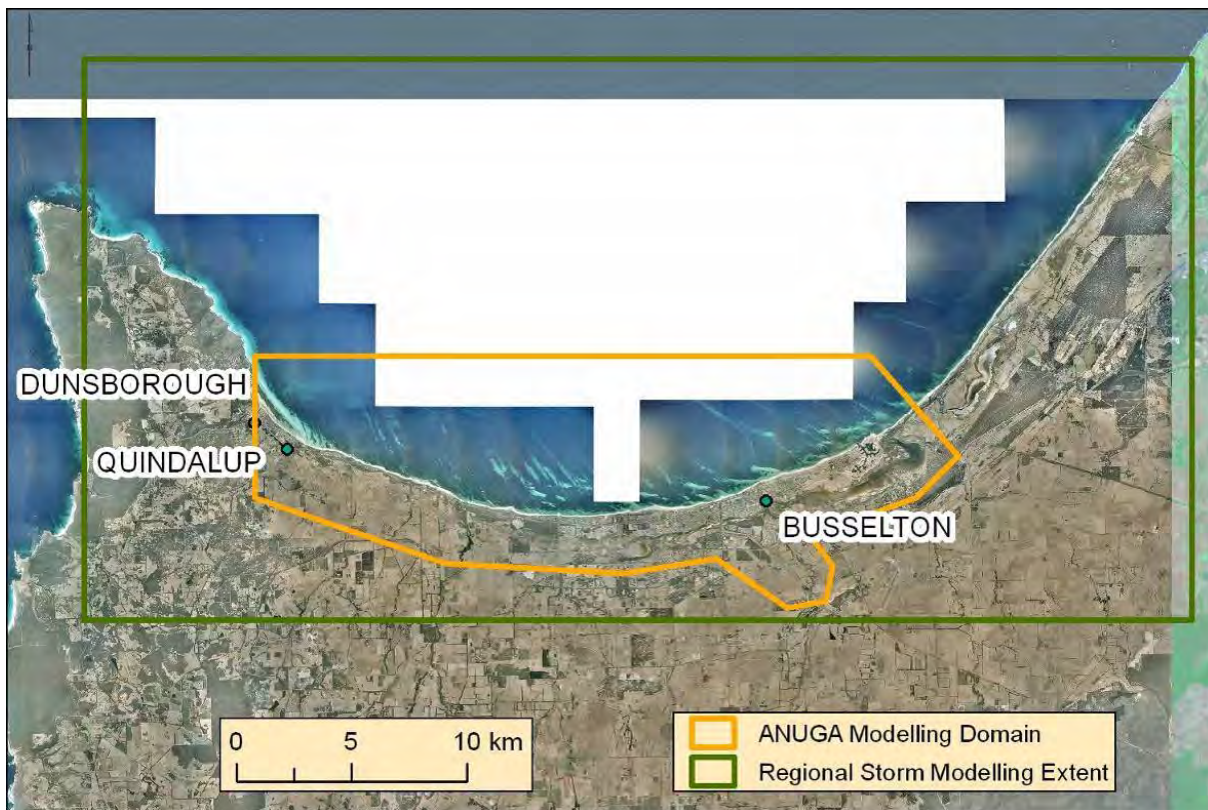 DUNSBOROUGH
QUINDALUP
BUSSELTON
0 5 10 km
ANUGA Modelling Domain
Regional Storm Modelling Extent